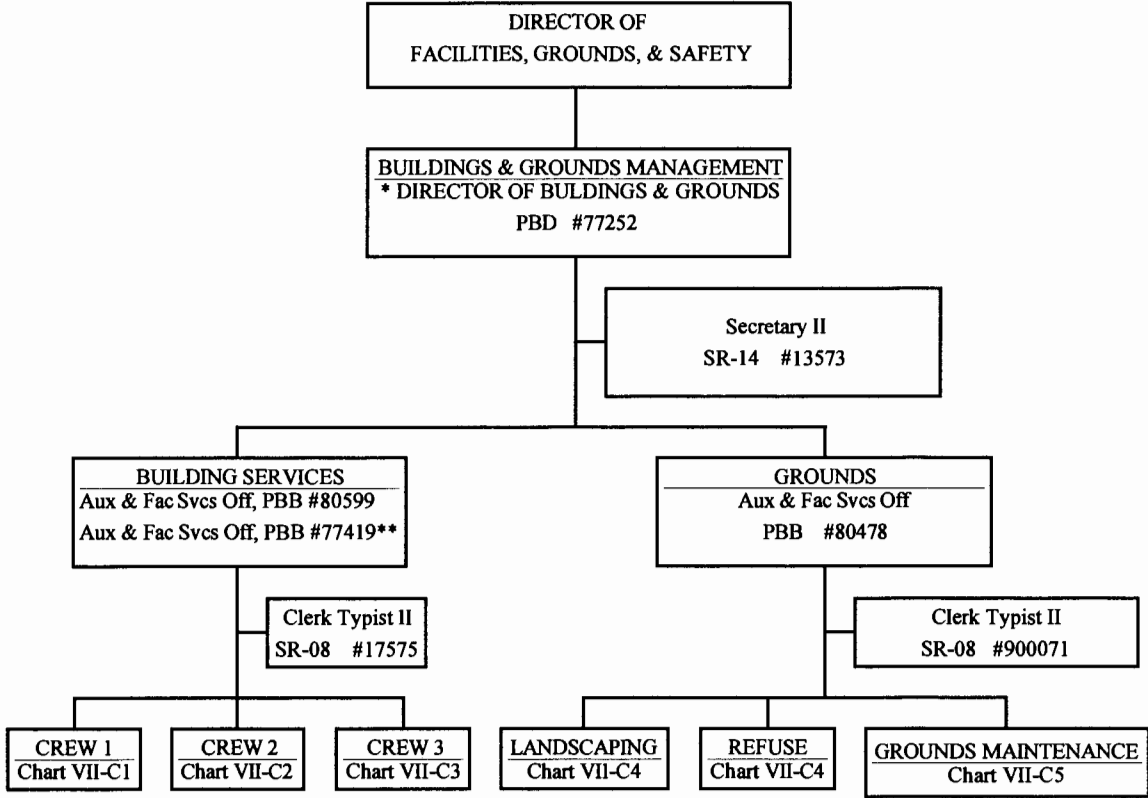 DIRECTOR OF
FACILITIES, GROUNDS, & SAFETY
BUILDINGS & GROUNDS MANAGEMENT
* DIRECTOR OF BULDINGS & GROUNDS
PBD #77252
Secretary II
SR-14 #13573
BUILDING SERVICES
Aux & Fac Svcs Off, PBB #80599
Aux & Fac Svcs Off, PBB #77419**
GROUNDS
Aux & Fac Svcs Off
PBB #80478
Clerk Typist II
SR-08 #17575
Clerk Typist II
SR-08 #900071
CREW 1
Chart VII-C1
CREW 2
Chart VII-C2
CREW 3
Chart VII-C3
LANDSCAPING
Chart VII-C4
REFUSE
Chart VII-C4
GROUNDS MAINTENANCE
Chart VII-C5